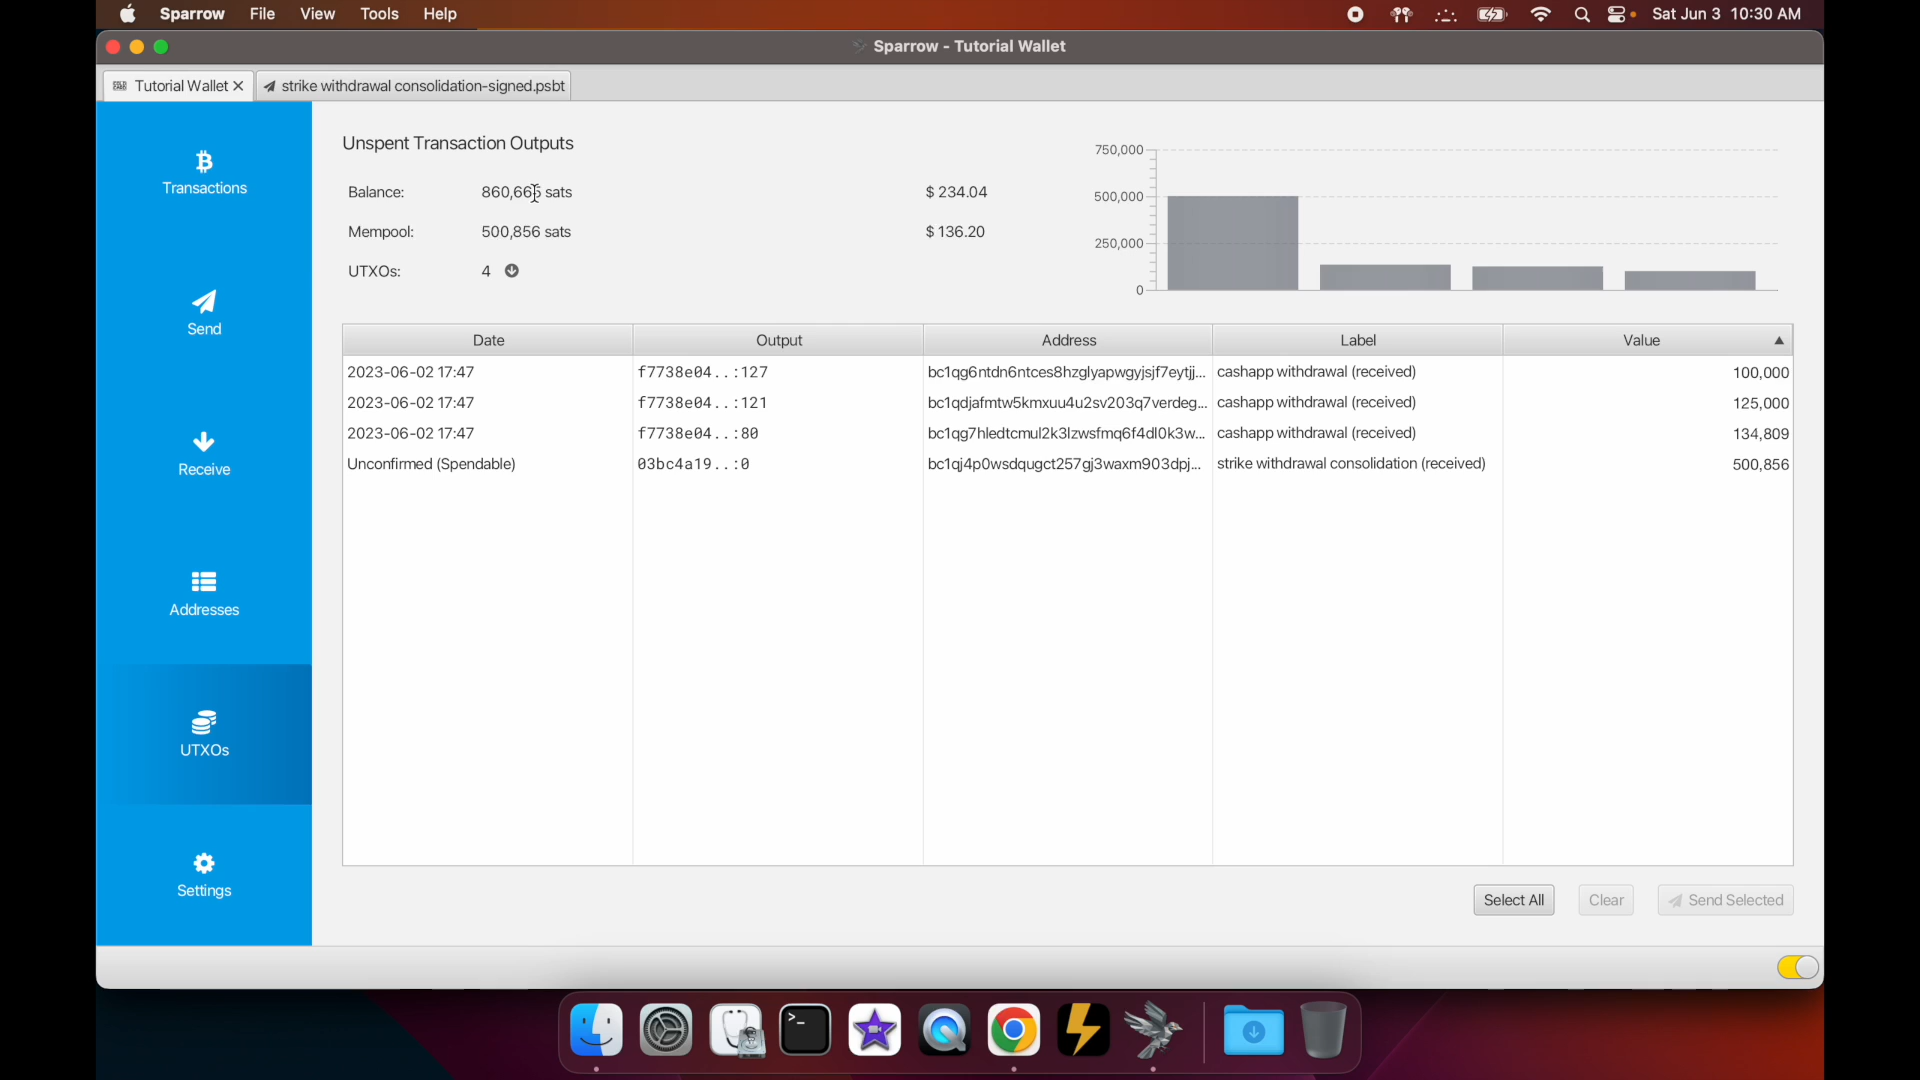 Sparrow File View Tools Help
Sat Jun 3 10:30 AM
Sparrow - Tutorial Wallet
Tutorial Wallet
strike withdrawal consolidation-signed.psbt
Transactions
Send
Receive
Addresses
UTXOs
Settings
Unspent Transaction Outputs
Balance: 860,665 sats $ 234.04
Mempool: 500,856 sats $ 136.20
UTXOs: 4
750,000
500,000
250,000
0
Date Output Address Label Value
2023-06-02 17:47 f7738e04..:127 bc1qg6ntdn6ntces8hzglyapwgyjsjf7eytjj... cashapp withdrawal (received) 100,000
2023-06-02 17:47 f7738e04..:121 bc1qdjafmtw5kmxuu4u2sv203q7verdeg... cashapp withdrawal (received) 125,000
2023-06-02 17:47 f7738e04..:80 bc1qg7hledtcmul2k3lzwsfmq6f4dl0k3w... cashapp withdrawal (received) 134,809
Unconfirmed (Spendable) 03bc4a19..:0 bc1qj4p0wsdqugct257gj3waxm903dpj... strike withdrawal consolidation (received) 500,856
Select All Clear Send Selected